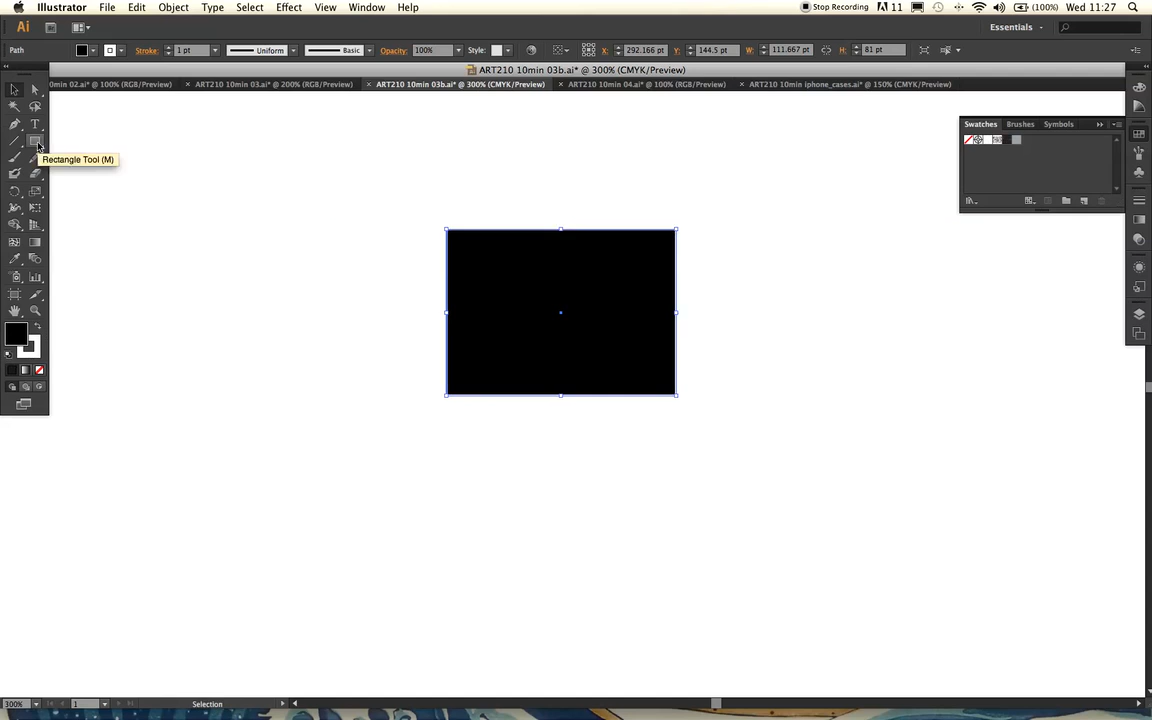 Illustrator File Edit Object Type Select Effect View Window Help Stop Recording 11 (100%) Wed 11:27
Ai Essentials
Path Stroke: 1 pt Uniform Basic Opacity: 100% Style: X: 292.166 pt Y: 144.5 pt W: 111.667 pt H: 81 pt
ART210 10min 03b.ai* @ 300% (CMYK/Preview)
0min 02.ai* @ 100% (RGB/Preview) × ART210 10min 03.ai* @ 200% (RGB/Preview) × ART210 10min 03b.ai* @ 300% (CMYK/Preview) × ART210 10min 04.ai* @ 100% (RGB/Preview) × ART210 10min iphone_cases.ai* @ 150% (CMYK/Preview)
Swatches Brushes Symbols
T
Rectangle Tool (M)
300% 1 Selection